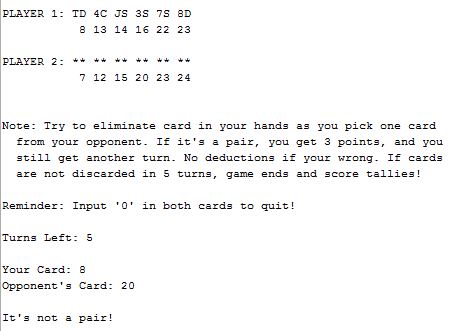 PLAYER 1: TD 4C JS 3S 7S 8D
8 13 14 16 22 23
PLAYER 2: ** ** ** ** ** **
7 12 15 20 23 24
Note: Try to eliminate card in your hands as you pick one card
from your opponent. If it's a pair, you get 3 points, and you
still get another turn. No deductions if your wrong. If cards
are not discarded in 5 turns, game ends and score tallies!
Reminder: Input '0' in both cards to quit!
Turns Left: 5
Your Card: 8
Opponent's Card: 20
It's not a pair!